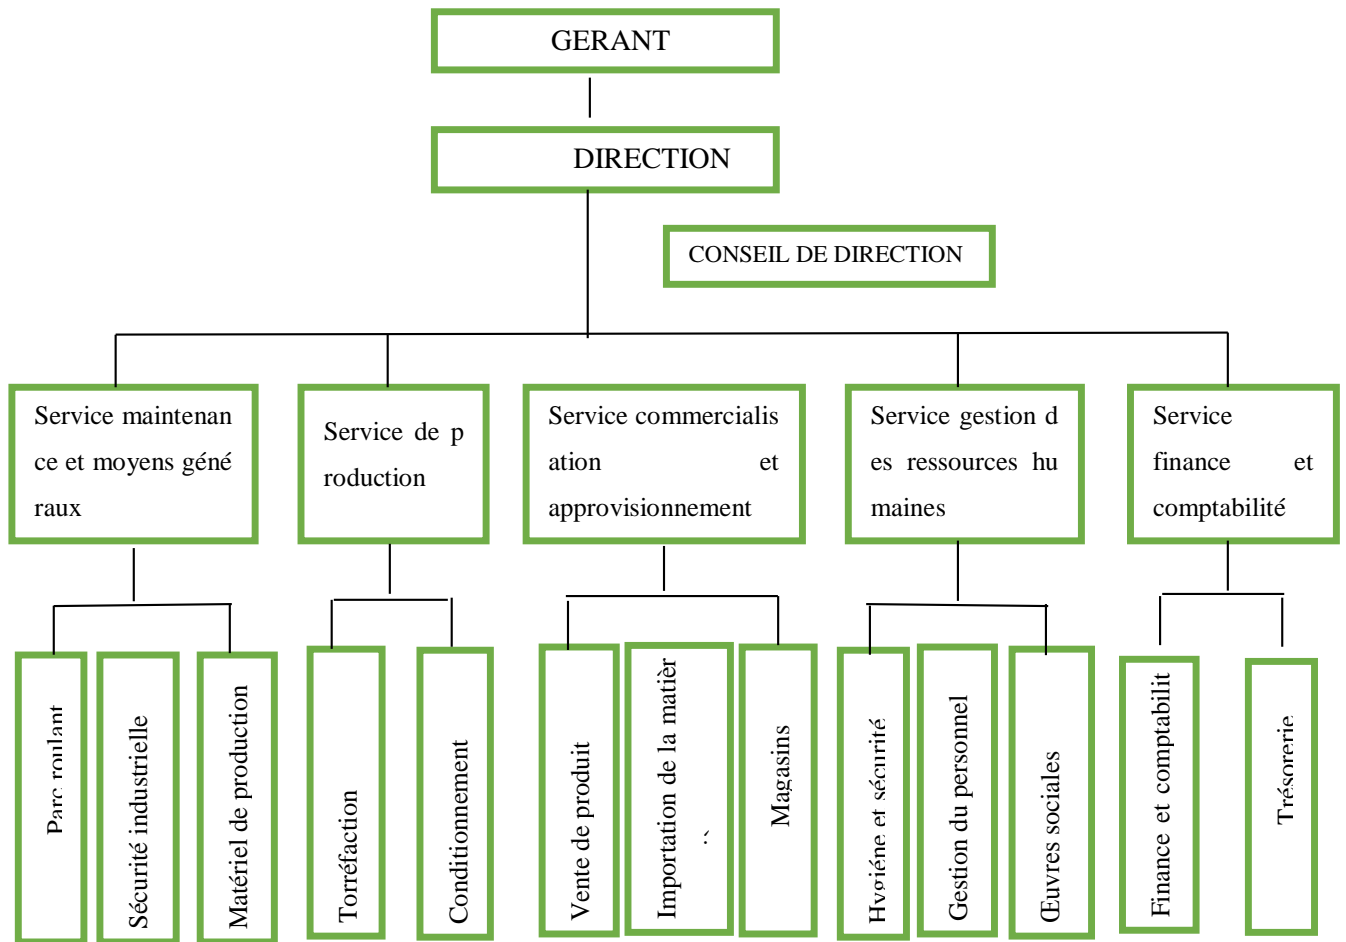 GERANT
DIRECTION
CONSEIL DE DIRECTION
Service maintenan
ce et moyens géné
raux
Service de p
roduction
Service commercialis
ation et
approvisionnement
Service gestion d
es ressources hu
maines
Service
finance et
comptabilité
Parc roulant
Sécurité industrielle
Matériel de production
Torréfaction
Conditionnement
Vente de produit
Importation de la matièr
Magasins
Hygiéne et sécurité
Gestion du personnel
Œuvres sociales
Finance et comptabilit
Trésorerie